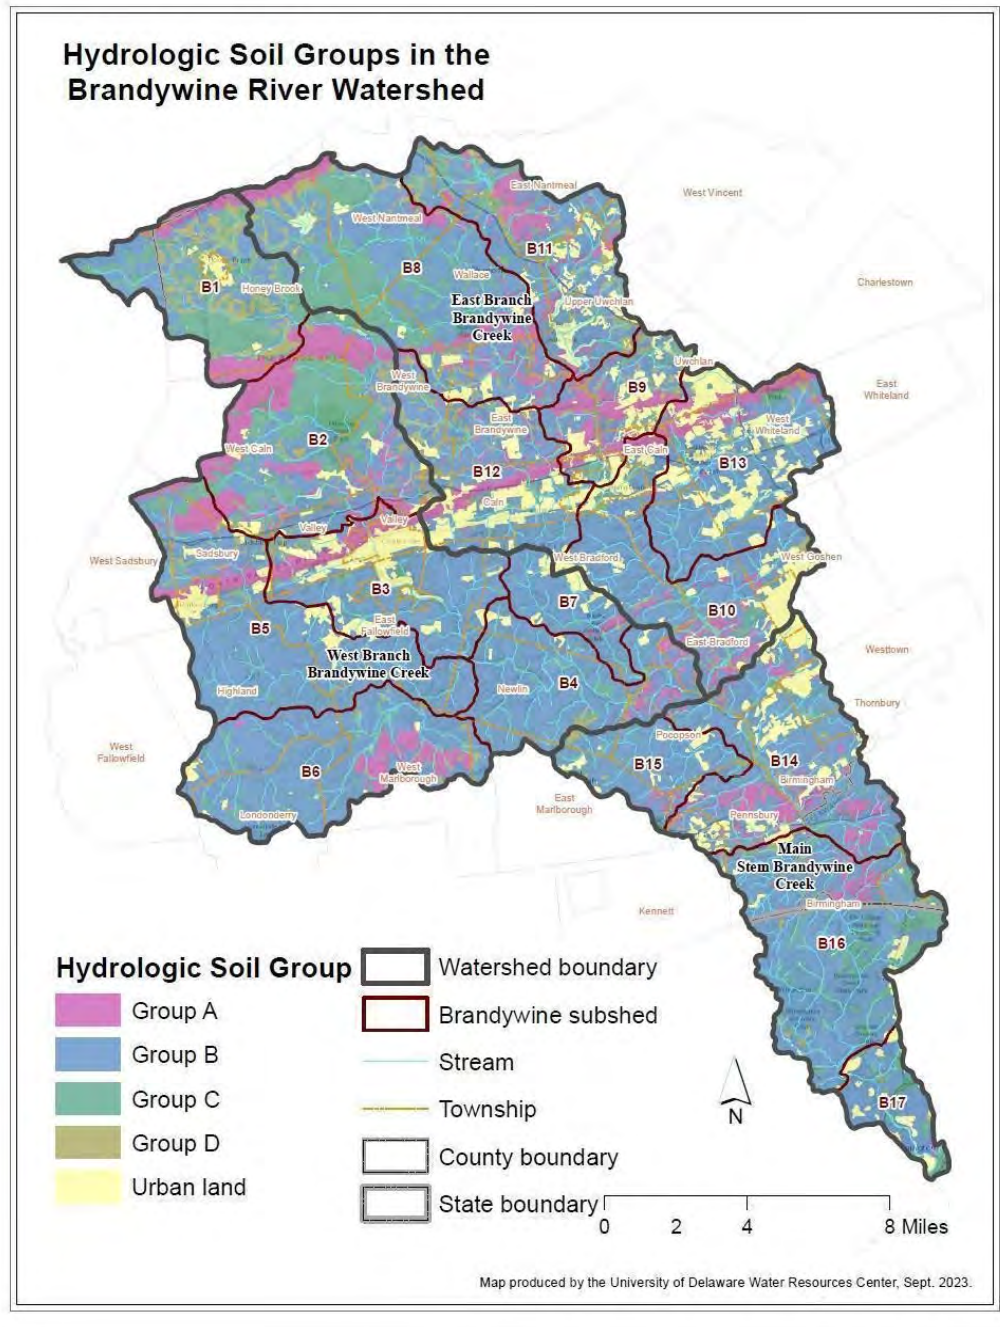 Hydrologic Soil Groups in the
Brandywine River Watershed
East Nantmeal
West Vincent
West Nantmeal
B11
B8
Wallace
B1
Honey Brook
Charlestown
East Branch
Brandywine
Creek
Upper Uwchlan
Uwchlan
West
Brandywine
B9
East
Whiteland
East
Brandywine
West
Whiteland
B2
West Caln
East Caln
B12
B13
Caln
Valley
Valley
Sadsbury
West Sadsbury
West Bradford
West Goshen
B3
B7
B10
B5
East
Fallowfield
East Bradford
West Branch
Brandywine Creek
Westtown
Highland
Newlin
B4
Thornbury
West
Fallowfield
Pocopson
B6
West
Marlborough
B15
B14
Birmingham
East
Marlborough
Londonderry
Pennsbury
Main
Stem Brandywine
Creek
Kennett
Birmingham
B16
B17
Hydrologic Soil Group
Group A
Group B
Group C
Group D
Urban land
Watershed boundary
Brandywine subshed
Stream
Township
County boundary
State boundary
N
0 2 4 8 Miles
Map produced by the University of Delaware Water Resources Center, Sept. 2023.